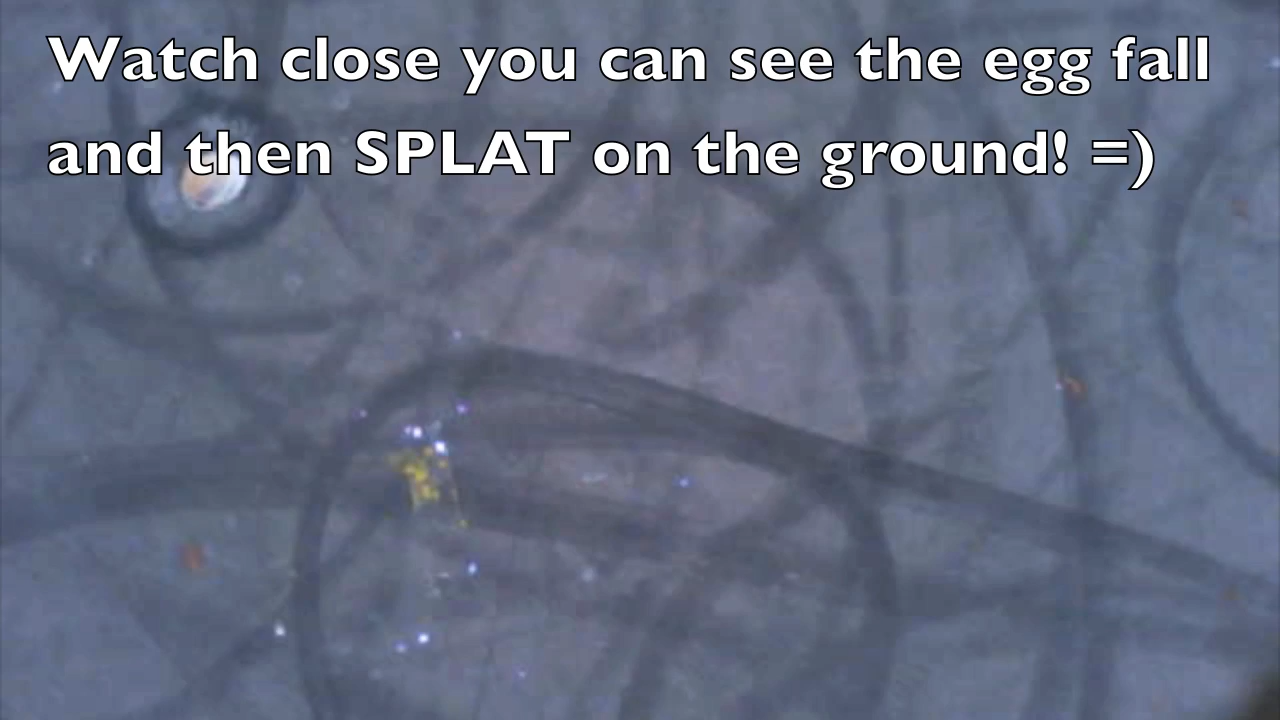 Watch close you can see the egg fall
and then SPLAT on the ground! =)